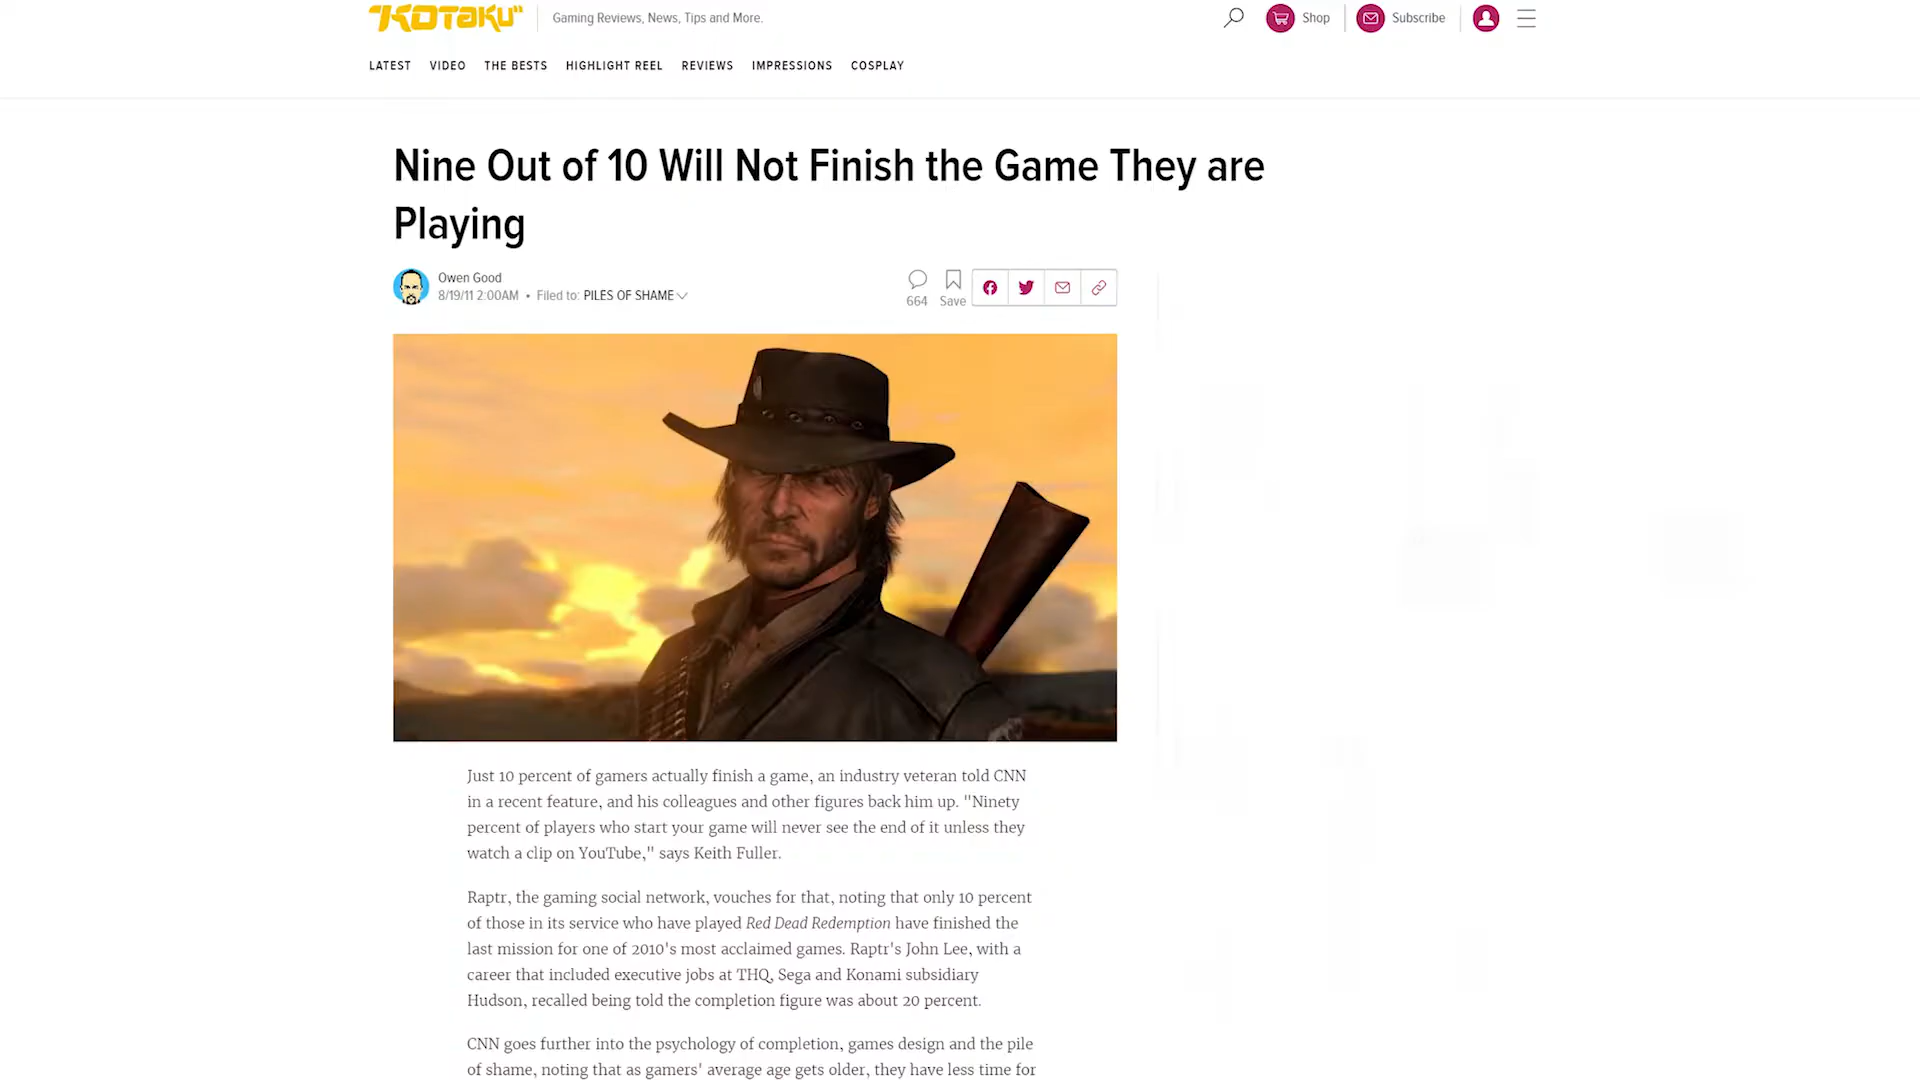 KOTAKU
Gaming Reviews, News, Tips and More.
Shop
Subscribe
LATEST VIDEO THE BESTS HIGHLIGHT REEL REVIEWS IMPRESSIONS COSPLAY
Nine Out of 10 Will Not Finish the Game They are
Playing
Owen Good
8/19/11 2:00AM • Filed to: PILES OF SHAME
664
Save
Just 10 percent of gamers actually finish a game, an industry veteran told CNN
in a recent feature, and his colleagues and other figures back him up. "Ninety
percent of players who start your game will never see the end of it unless they
watch a clip on YouTube," says Keith Fuller.
Raptr, the gaming social network, vouches for that, noting that only 10 percent
of those in its service who have played Red Dead Redemption have finished the
last mission for one of 2010's most acclaimed games. Raptr's John Lee, with a
career that included executive jobs at THQ, Sega and Konami subsidiary
Hudson, recalled being told the completion figure was about 20 percent.
CNN goes further into the psychology of completion, games design and the pile
of shame, noting that as gamers' average age gets older, they have less time for